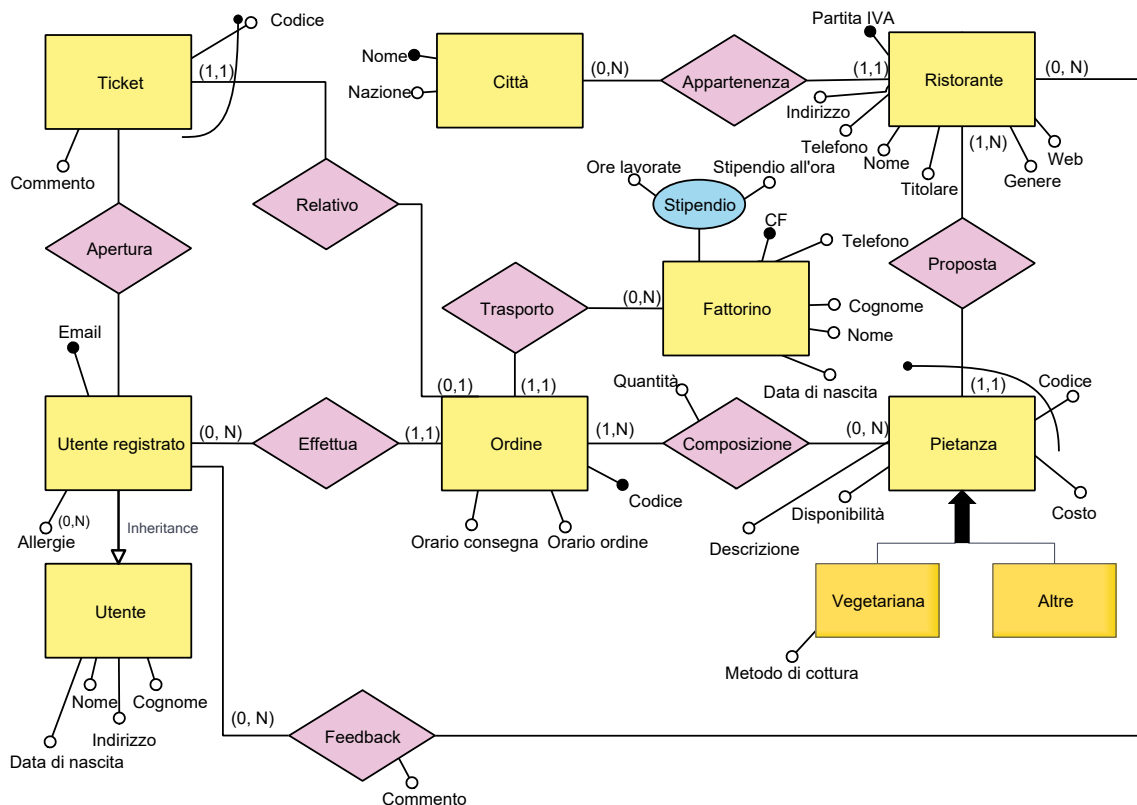 Codice
Partita IVA
Ticket
(1,1)
Nome
Città
(0,N)
Appartenenza
(1,1)
Ristorante
(0, N)
Nazione
Indirizzo
Telefono
Nome
Titolare
(1,N)
Genere
Web
Commento
Ore lavorate
Stipendio all'ora
Stipendio
Relativo
CF
Telefono
Apertura
Proposta
Trasporto
(0,N)
Fattorino
Cognome
Nome
Email
Data di nascita
Quantità
(0,1)
(1,1)
(1,1)
Codice
Utente registrato
(0, N)
Effettua
(1,1)
Ordine
(1,N)
Composizione
(0, N)
Pietanza
Codice
Costo
Disponibilità
Descrizione
Orario consegna
Orario ordine
(0,N)
Allergie
Inheritance
Utente
Vegetariana
Altre
Metodo di cottura
Nome
Cognome
Indirizzo
Data di nascita
(0, N)
Feedback
Commento